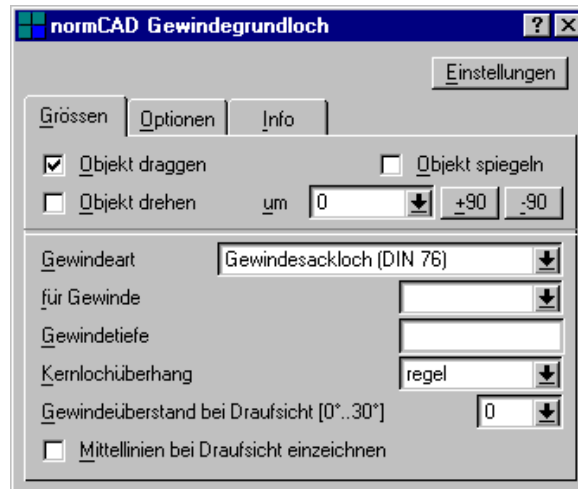 normCAD Gewindegrundloch ? ×
Einstellungen
Grössen Optionen Info
Objekt draggen Objekt spiegeln
Objekt drehen um 0 +90 -90
Gewindeart Gewindesackloch (DIN 76)
für Gewinde
Gewindetiefe
Kernlochüberhang regel
Gewindeüberstand bei Draufsicht [0°..30°] 0
Mittellinien bei Draufsicht einzeichnen